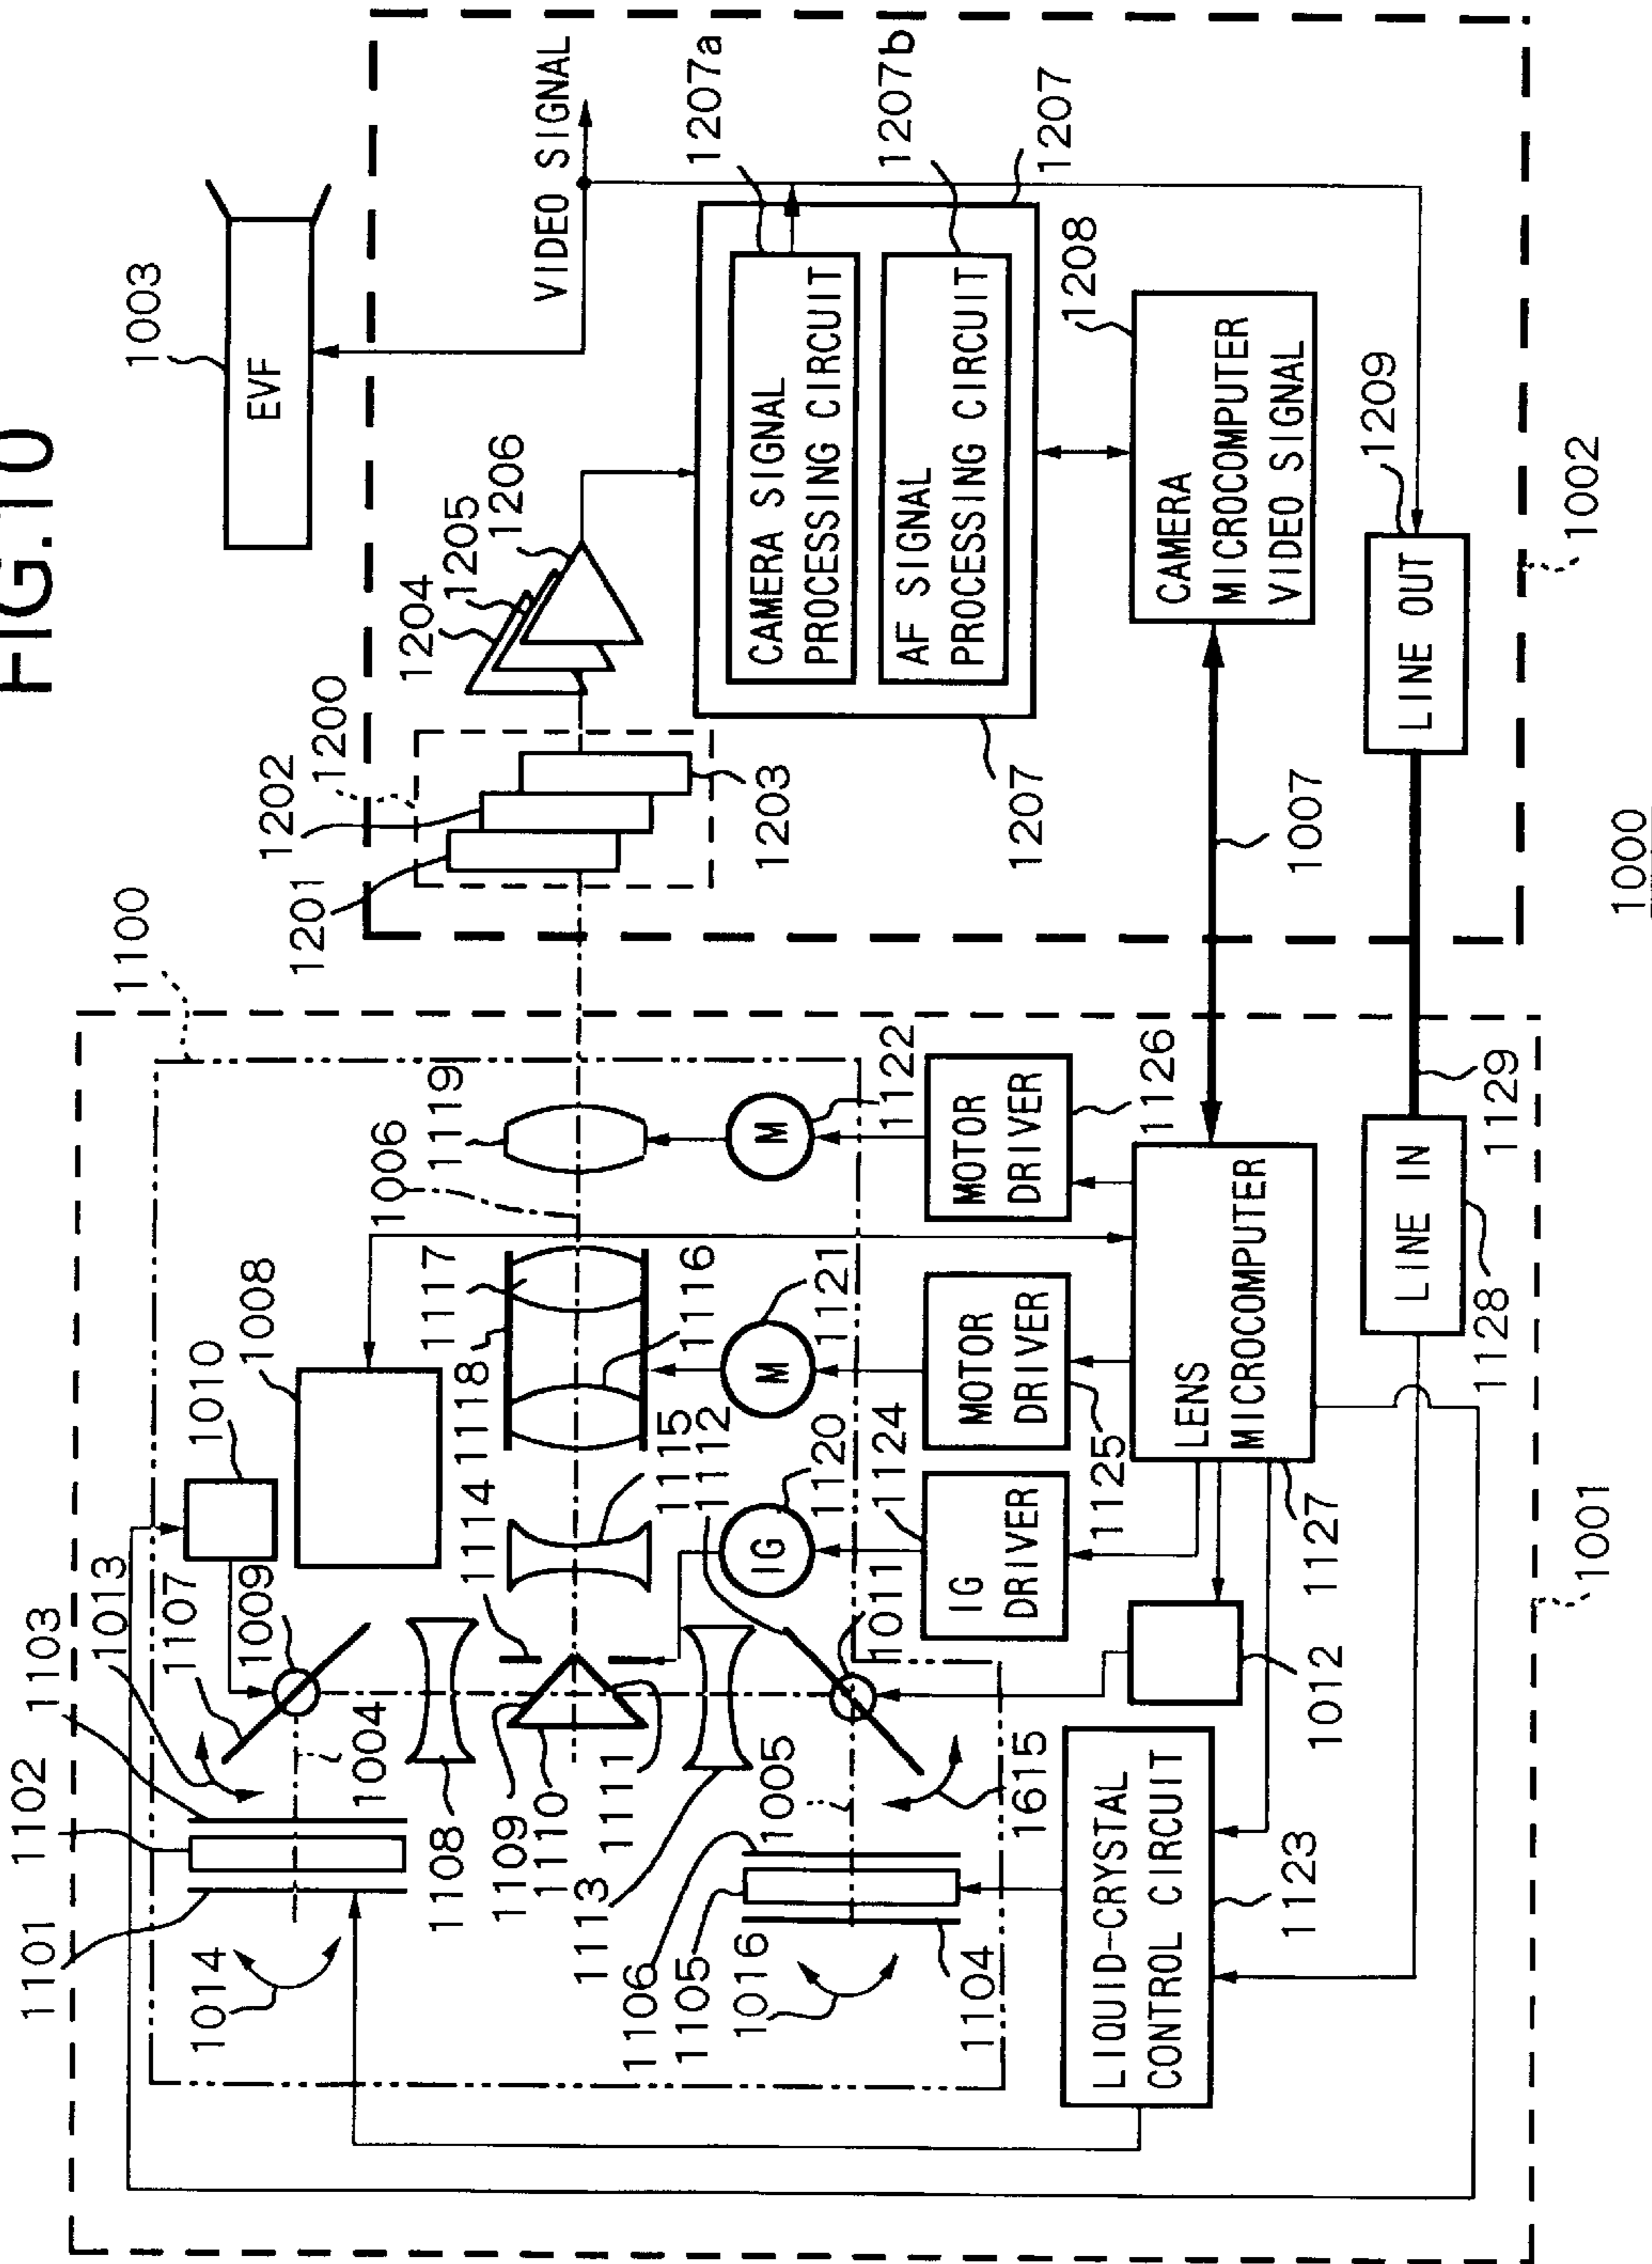 FIG.10
1003
EVF
VIDEO SIGNAL
1207a
1207b
1207
1204
1205
1206
1200
1202
1201
1203
CAMERA SIGNAL
PROCESSING CIRCUIT
AF SIGNAL
PROCESSING CIRCUIT
1207
1208
CAMERA
MICROCOMPUTER
VIDEO SIGNAL
1209
LINE OUT
1002
1007
1000
1100
1119
1006
1117
1118
1116
1008
1010
1122
M
1121
M
1126
MOTOR
DRIVER
MOTOR
DRIVER
1125
1115
1112
1114
1120
IG
1124
IG
DRIVER
1011
LENS
MICROCOMPUTER
1127
1129
LINE IN
1128
1001
1012
1103
1013
1107
1009
1102
1101
1014
1004
1108
1109
1110
1111
1113
1005
1106
1105
1016
1104
1615
LIQUID-CRYSTAL
CONTROL CIRCUIT
1123